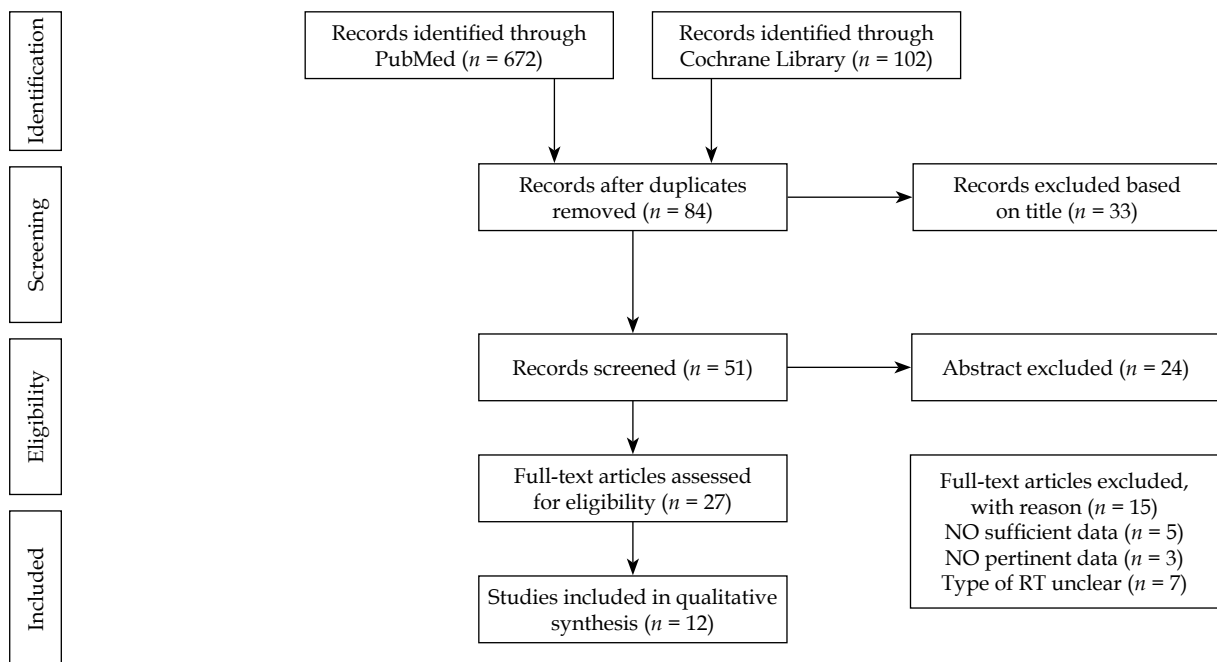 Identification
Records identified through
PubMed (n = 672)
Records identified through
Cochrane Library (n = 102)
Screening
Records after duplicates
removed (n = 84)
Records excluded based
on title (n = 33)
Eligibility
Records screened (n = 51)
Abstract excluded (n = 24)
Full-text articles assessed
for eligibility (n = 27)
Full-text articles excluded,
with reason (n = 15)
NO sufficient data (n = 5)
NO pertinent data (n = 3)
Type of RT unclear (n = 7)
Included
Studies included in qualitative
synthesis (n = 12)